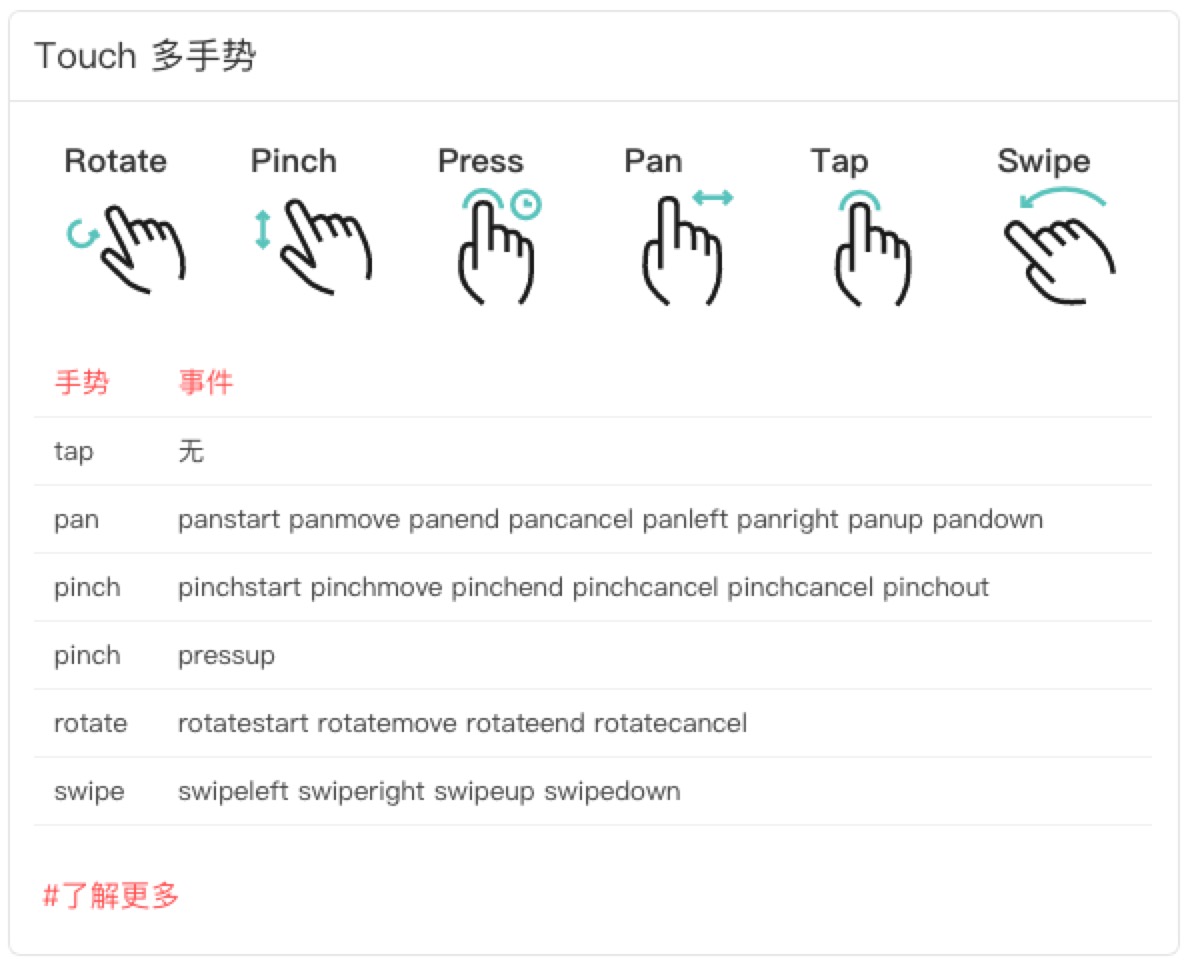 Touch 多手势
Rotate Pinch Press Pan Tap Swipe
手势 事件
tap 无
pan panstart panmove panend pancancel panleft panright panup pandown
pinch pinchstart pinchmove pinchend pinchcancel pinchcancel pinchout
pinch pressup
rotate rotatestart rotatemove rotateend rotatecancel
swipe swipeleft swiperight swipeup swipedown
#了解更多